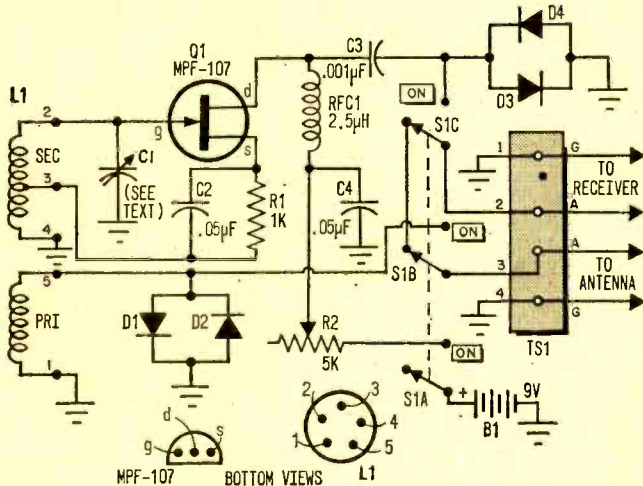 Q1
MPF-107
C3
.001µF
D4
D3
L1
2
SEC
3
4
g
d
s
C1
(SEE
TEXT)
C2
.05µF
R1
1K
RFC1
2.5µH
C4
.05µF
ON
S1C
ON
S1B
ON
S1A
1
2
3
4
G
A
A
G
TO
RECEIVER
TO
ANTENNA
TS1
5
PRI
1
D1
D2
R2
5K
+
9V
B1
d
g
s
MPF-107
BOTTOM VIEWS
2
3
4
1
5
L1